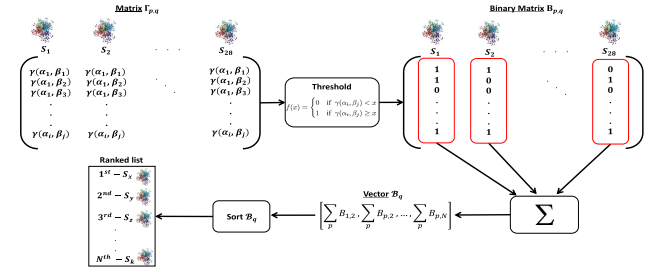 Matrix Γp,q
Binary Matrix Bp,q
S1 S2 . . . S28
S1 S2 . . . S28
γ(α1, β1) γ(α1, β1) γ(α1, β1)
γ(α1, β2) γ(α1, β2) γ(α1, β2)
γ(α1, β3) γ(α1, β3) γ(α1, β3)
γ(αi, βj) γ(αi, βj) γ(αi, βj)
Threshold
f(x) = { 0 if γ(αi, βj) < x
1 if γ(αi, βj) ≥ x
1 1 0
1 0 1
0 0 0
1 1 1
Ranked list
1st − Sx
2nd − Sy
3rd − Sz
Nth − Sk
Sort ℬq
Vector ℬq
[∑p B1,2, ∑p Bp,2, ..., ∑p Bp,N]
∑